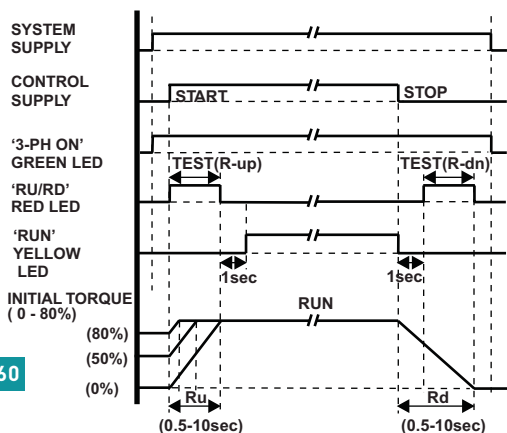 SYSTEM
SUPPLY
CONTROL
SUPPLY
START
STOP
‘3-PH ON’
GREEN LED
TEST(R-up)
TEST(R-dn)
‘RU/RD’
RED LED
‘RUN’
YELLOW
LED
1sec
1sec
INITIAL TORQUE
( 0 - 80%)
RUN
(80%)
(50%)
60
(0%)
Ru
Rd
(0.5-10sec)
(0.5-10sec)